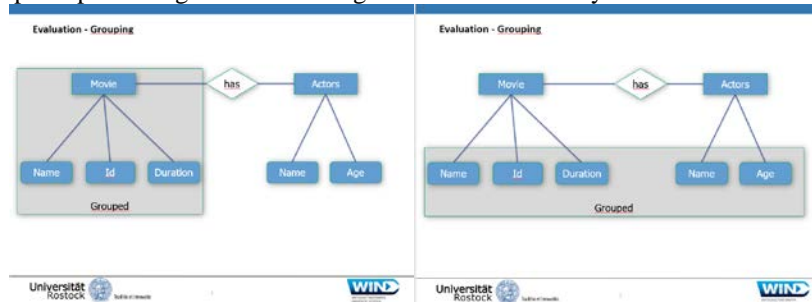 Evaluation - Grouping
Movie
has
Actors
Name
Id
Duration
Name
Age
Grouped
Universität
Rostock
WIND
Evaluation - Grouping
Movie
has
Actors
Name
Id
Duration
Name
Age
Grouped
Universität
Rostock
WIND